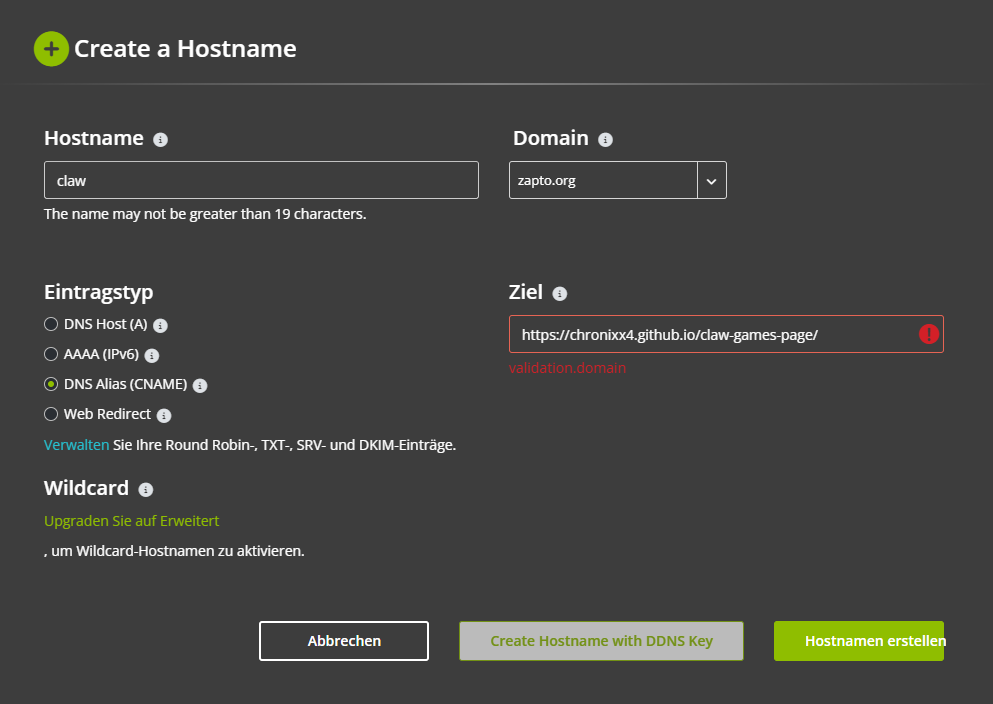 Create a Hostname
Hostname
Domain
claw
zapto.org
The name may not be greater than 19 characters.
Eintragstyp
Ziel
DNS Host (A)
https://chronixx4.github.io/claw-games-page/
AAAA (IPv6)
validation.domain
DNS Alias (CNAME)
Web Redirect
Verwalten Sie Ihre Round Robin-, TXT-, SRV- und DKIM-Einträge.
Wildcard
Upgraden Sie auf Erweitert
, um Wildcard-Hostnamen zu aktivieren.
Abbrechen
Create Hostname with DDNS Key
Hostnamen erstellen